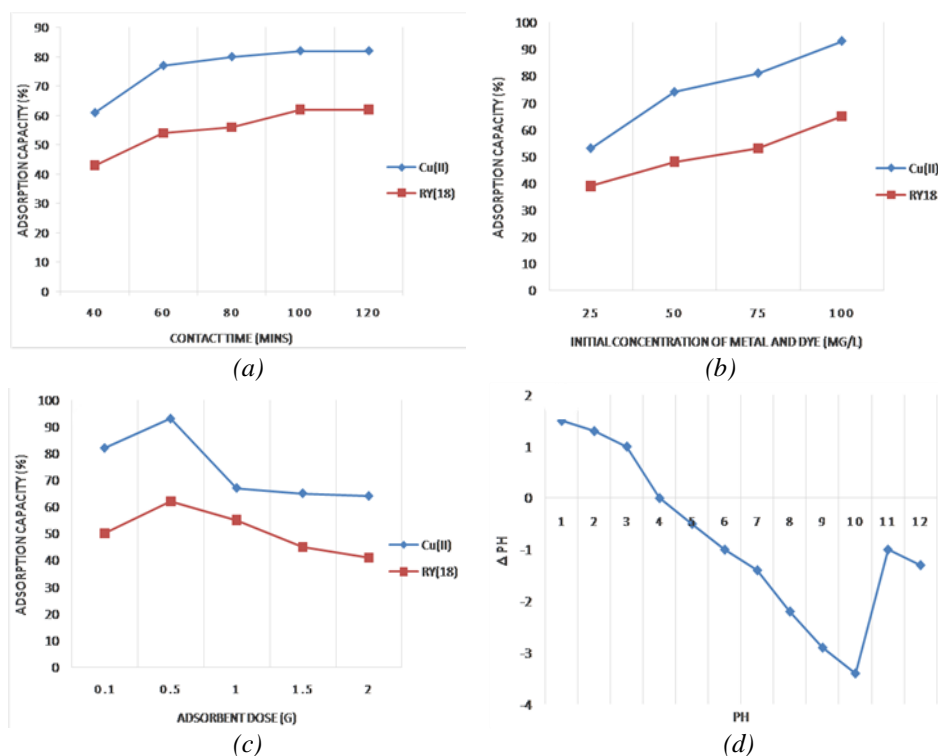 90
80
70
60
50
40
30
20
10
0
ADSORPTION CAPACITY (%)
40 60 80 100 120
CONTACT TIME (MINS)
Cu(II)
RY(18)
(a)
100
90
80
70
60
50
40
30
20
10
0
ADSORPTION CAPACITY (%)
25 50 75 100
INITIAL CONCENTRATION OF METAL AND DYE (MG/L)
Cu(II)
RY18
(b)
100
90
80
70
60
50
40
30
20
10
0
ADSORPTION CAPACITY (%)
0.1 0.5 1 1.5 2
ADSORBENT DOSE (G)
Cu(II)
RY(18)
(c)
2
1
0
-1
-2
-3
-4
Δ PH
1 2 3 4 5 6 7 8 9 10 11 12
PH
(d)